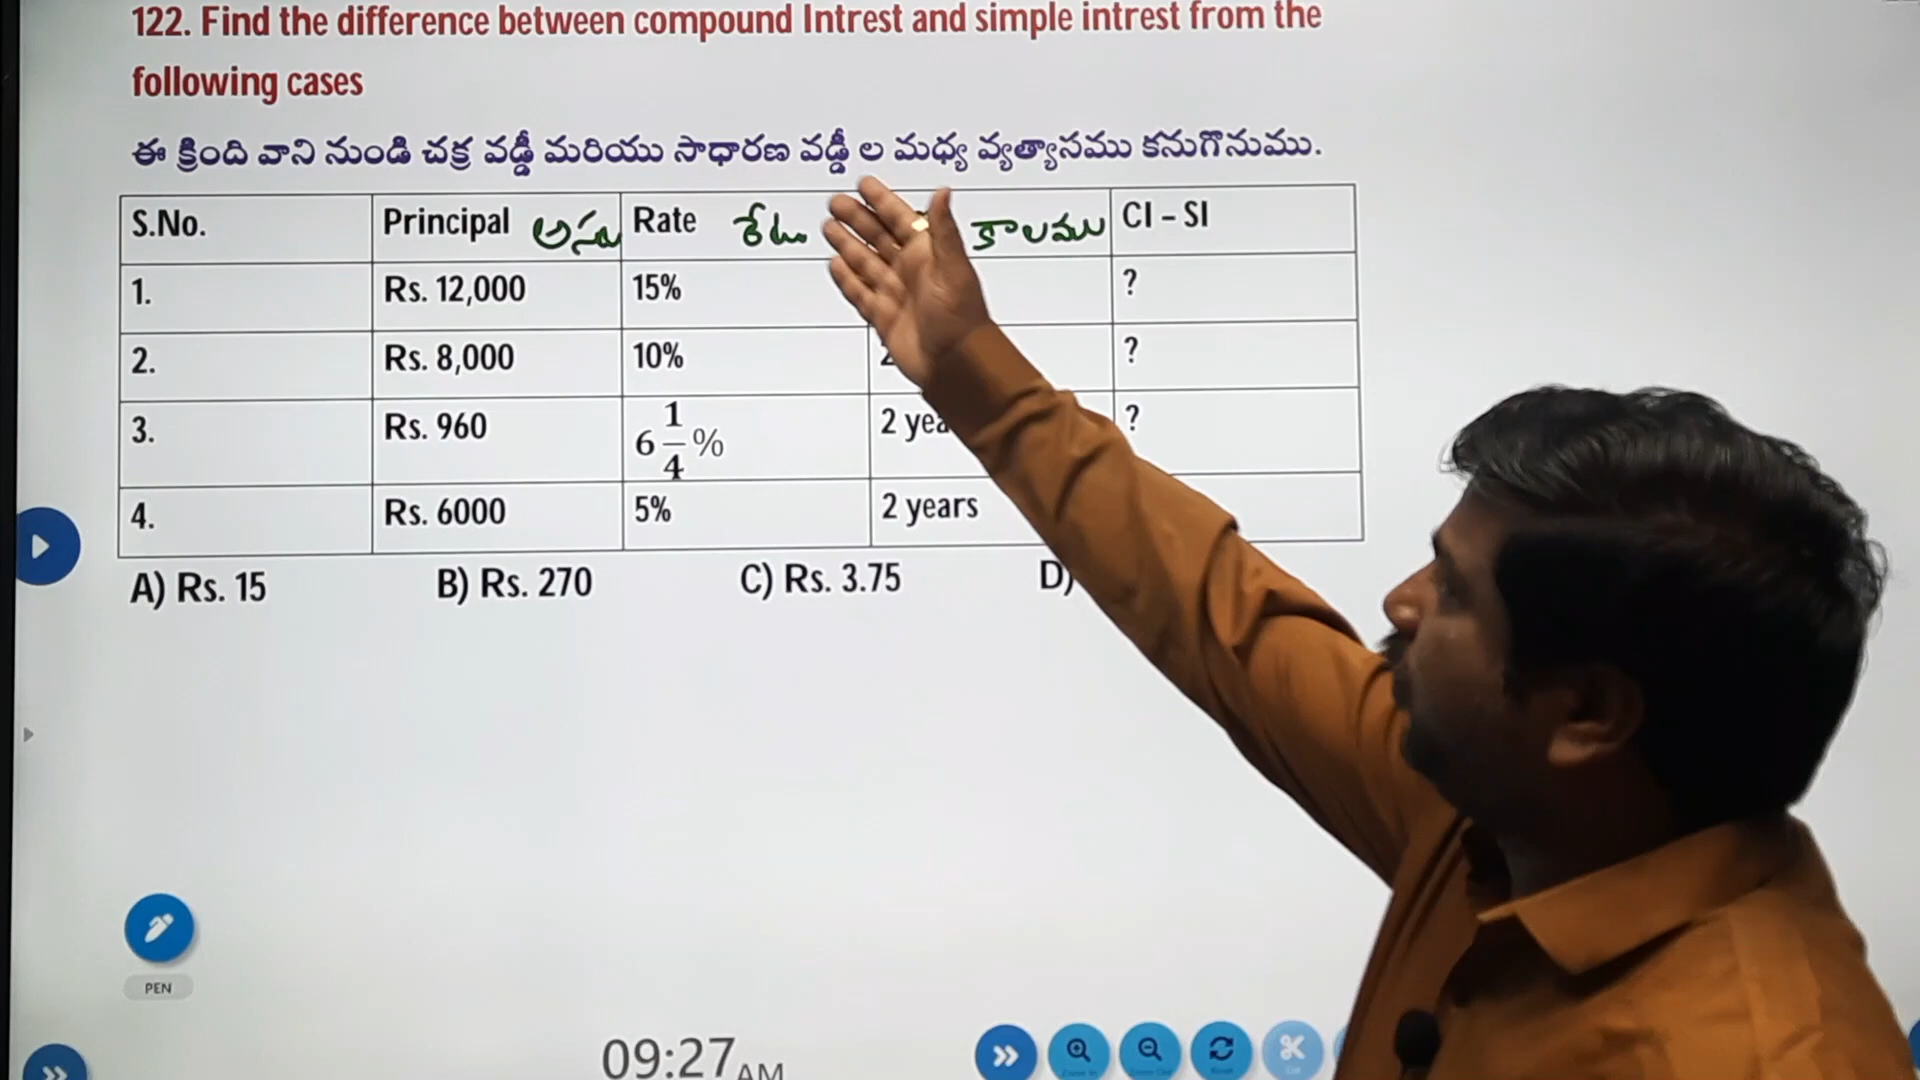 122. Find the difference between compound Intrest and simple intrest from the
following cases
ఈ క్రింది వాని నుండి చక్ర వడ్డీ మరియు సాధారణ వడ్డీ ల మధ్య వ్యత్యాసము కనుగొనుము.
S.No. Principal అసలు Rate రేటు కాలము CI – SI
1. Rs. 12,000 15% ?
2. Rs. 8,000 10% ?
3. Rs. 960 6 1/4 % 2 ?
4. Rs. 6000 5% 2 years
A) Rs. 15 B) Rs. 270 C) Rs. 3.75 D)
PEN
09:27 AM